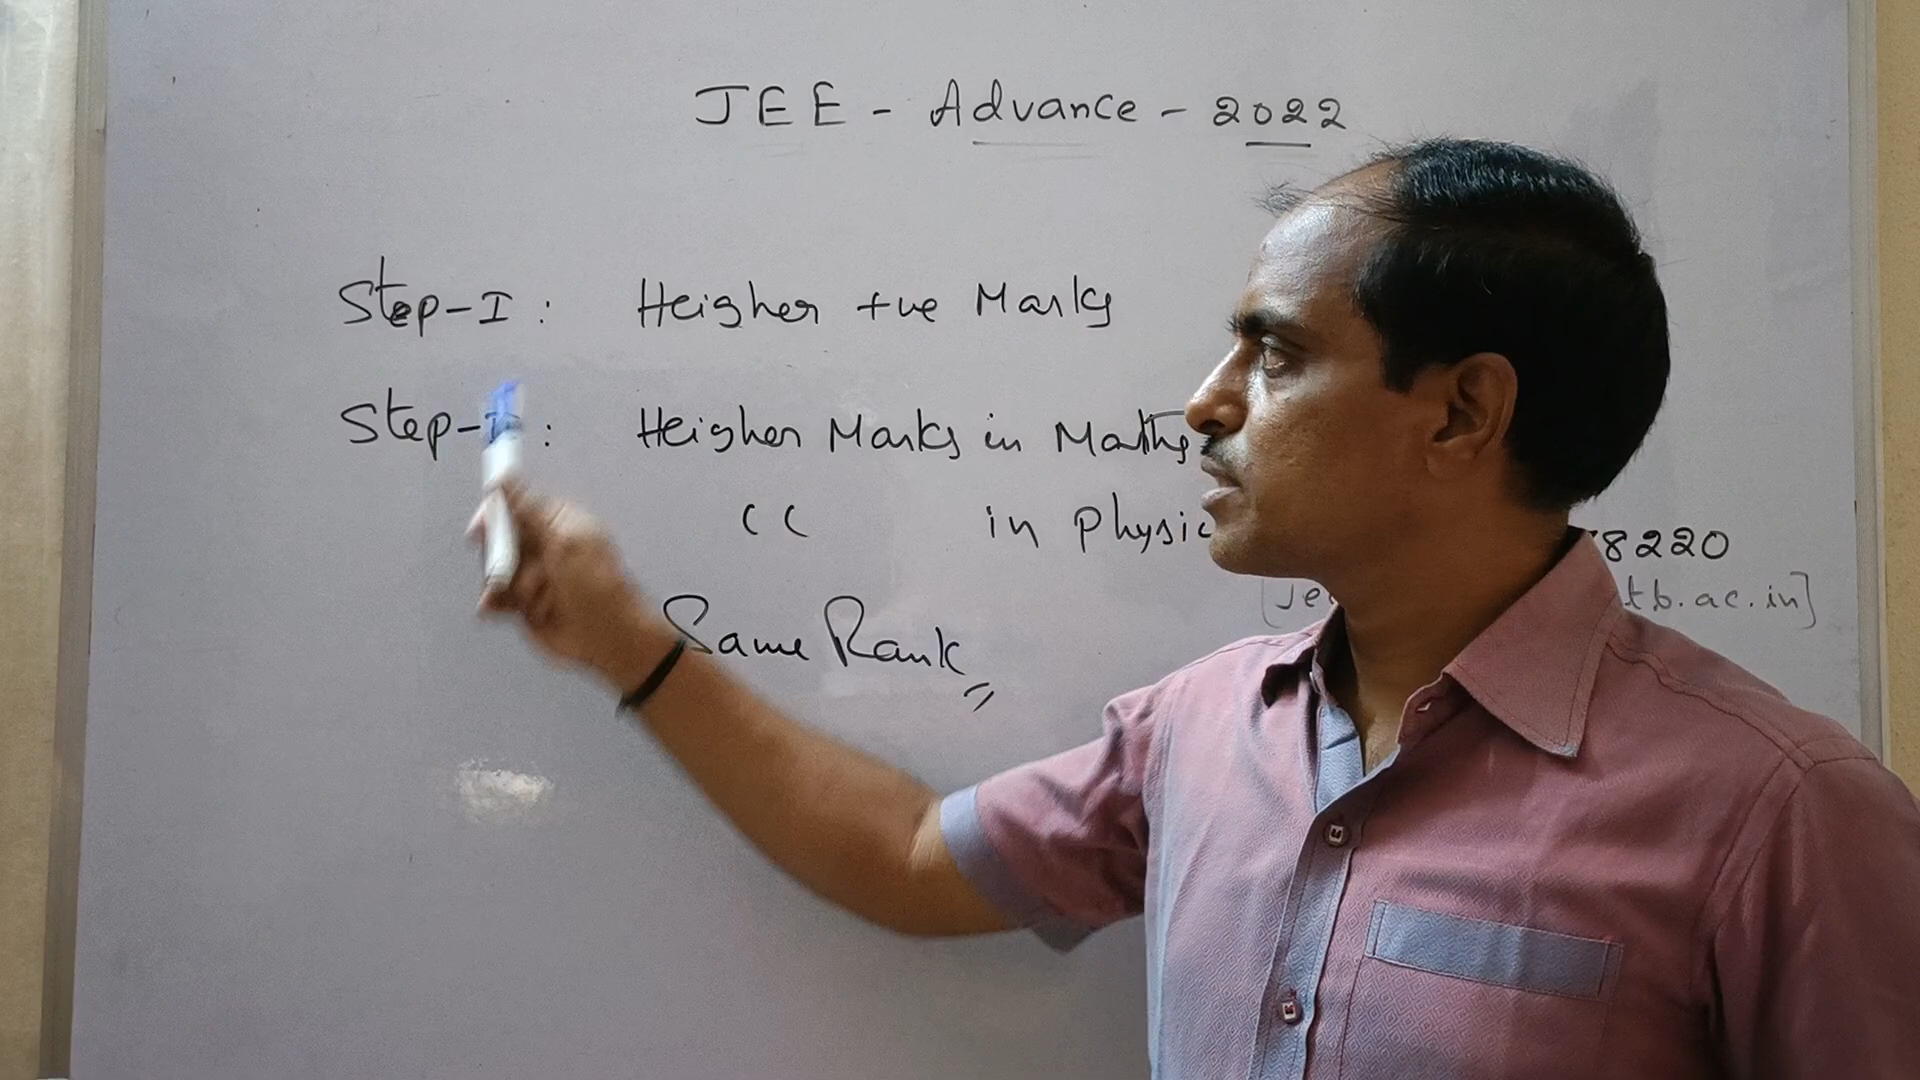 JEE - Advance - 2022
Step-I : Heigher +ve Marks
Step- : Heigher Marks in Maths
CC in Physic
8220
[Je tb.ac.in]
Same Rank